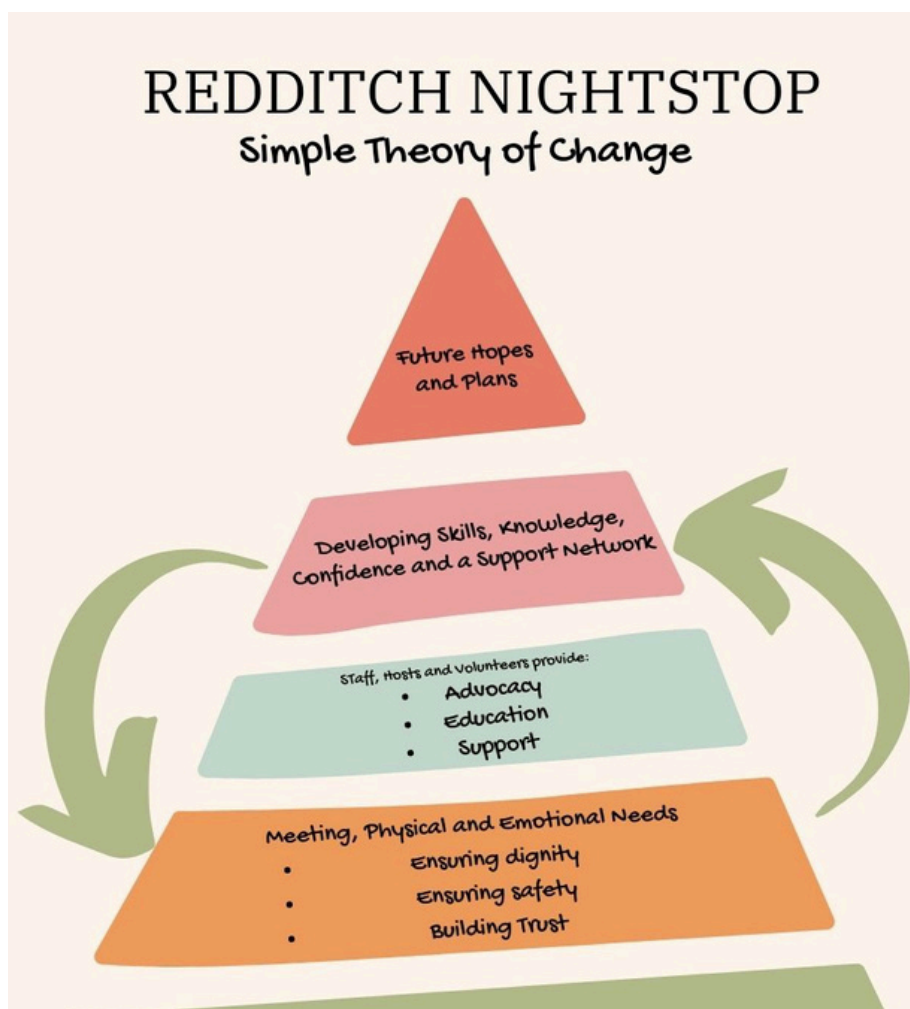 REDDITCH NIGHTSTOP
Simple Theory of Change
Future Hopes
and Plans
Developing Skills, Knowledge,
Confidence and a Support Network
Staff, Hosts and Volunteers provide:
• Advocacy
• Education
• Support
Meeting, Physical and Emotional Needs
• Ensuring dignity
• Ensuring safety
• Building Trust